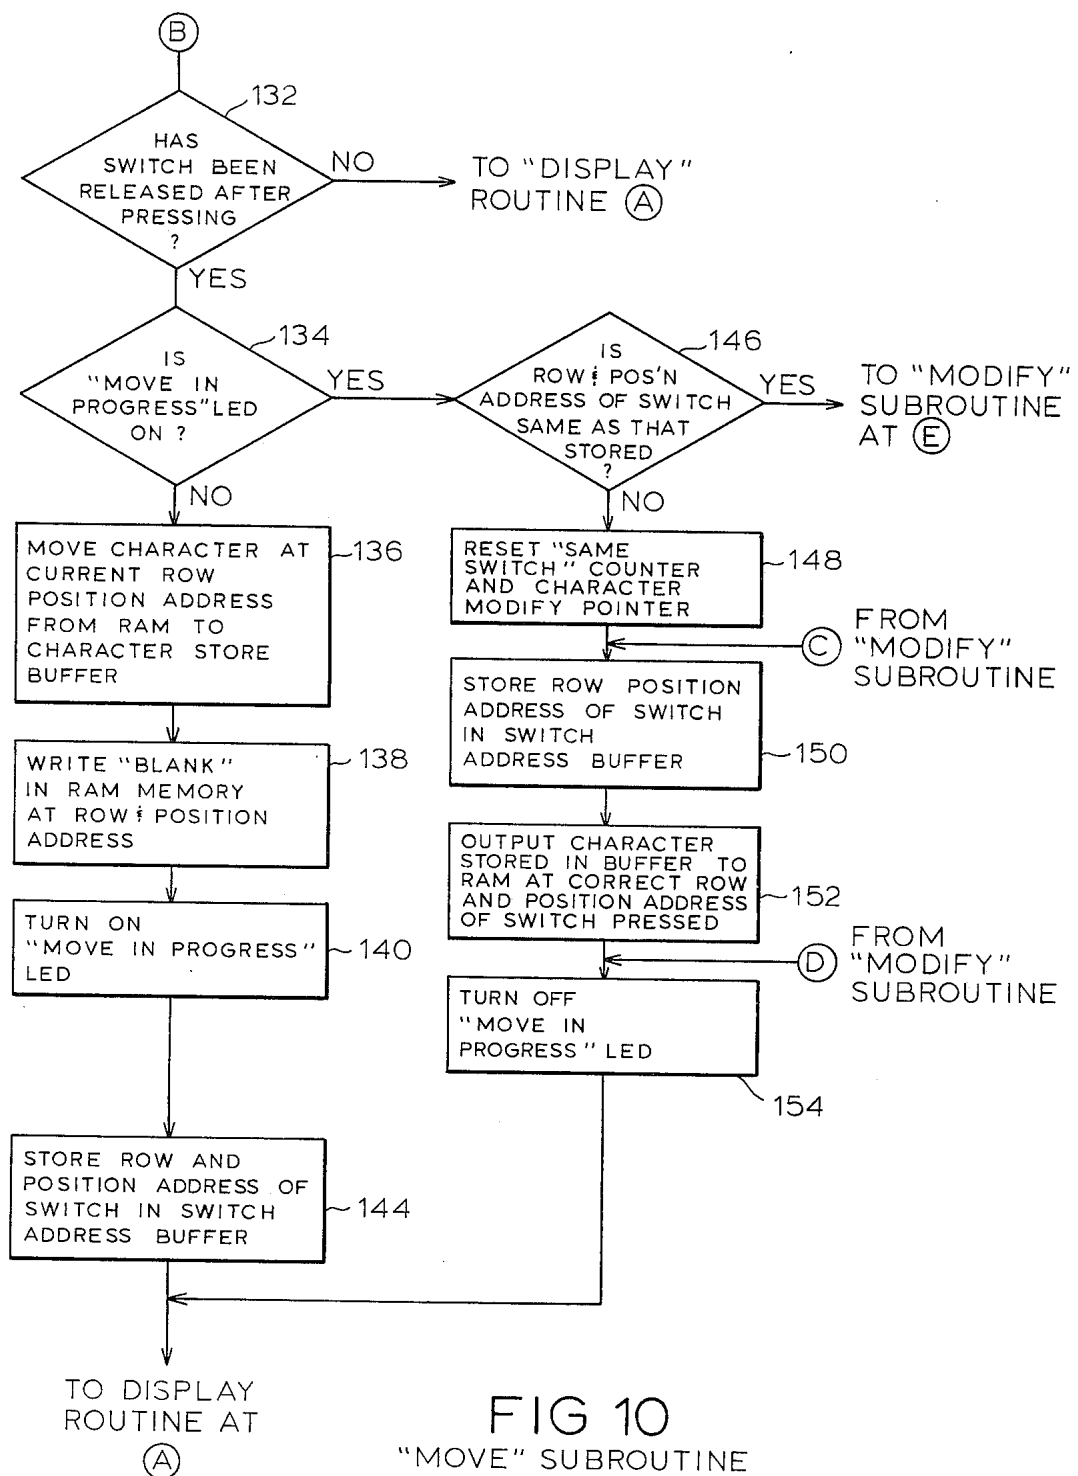 B
132
HAS
SWITCH BEEN
RELEASED AFTER
PRESSING
?
NO
TO "DISPLAY"
ROUTINE A
YES
134
IS
"MOVE IN
PROGRESS" LED
ON ?
YES
146
IS
ROW & POS'N
ADDRESS OF SWITCH
SAME AS THAT
STORED
?
YES
TO "MODIFY"
SUBROUTINE
AT E
NO
MOVE CHARACTER AT
CURRENT ROW
POSITION ADDRESS
FROM RAM TO
CHARACTER STORE
BUFFER
136
NO
RESET "SAME
SWITCH" COUNTER
AND CHARACTER
MODIFY POINTER
148
C
FROM
"MODIFY"
SUBROUTINE
WRITE "BLANK"
IN RAM MEMORY
AT ROW & POSITION
ADDRESS
138
STORE ROW POSITION
ADDRESS OF SWITCH
IN SWITCH
ADDRESS BUFFER
150
TURN ON
"MOVE IN PROGRESS"
LED
140
OUTPUT CHARACTER
STORED IN BUFFER TO
RAM AT CORRECT ROW
AND POSITION ADDRESS
OF SWITCH PRESSED
152
D
FROM
"MODIFY"
SUBROUTINE
TURN OFF
"MOVE IN
PROGRESS" LED
154
STORE ROW AND
POSITION ADDRESS OF
SWITCH IN SWITCH
ADDRESS BUFFER
144
TO DISPLAY
ROUTINE AT
A
FIG 10
"MOVE" SUBROUTINE